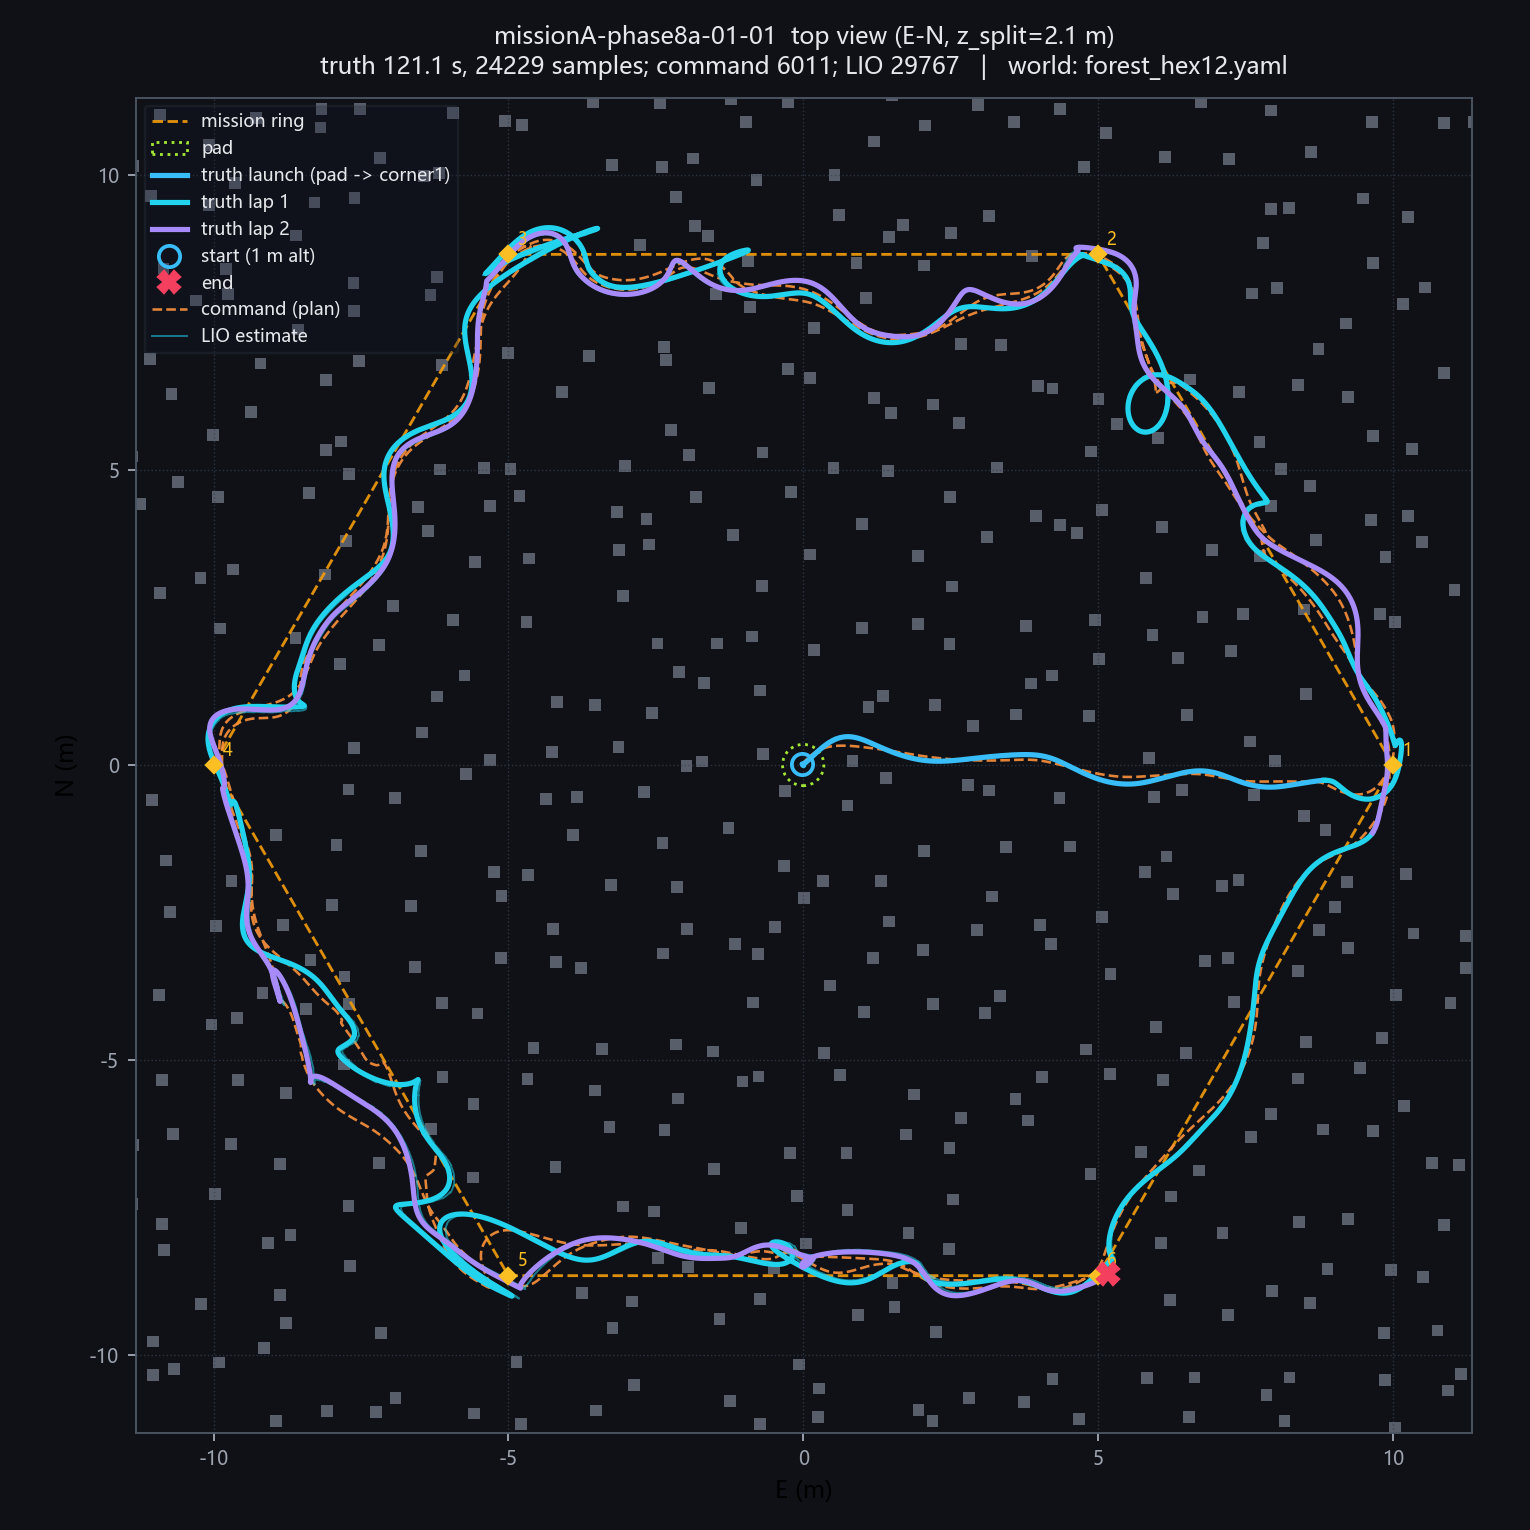 missionA-phase8a-01-01  top view (E-N, z_split=2.1 m)
truth 121.1 s, 24229 samples; command 6011; LIO 29767   |   world: forest_hex12.yaml
mission ring
pad
truth launch (pad -> corner1)
truth lap 1
truth lap 2
start (1 m alt)
end
command (plan)
LIO estimate
10
5
0
-5
-10
N (m)
3
2
4
1
5
-10
-5
0
5
10
E (m)